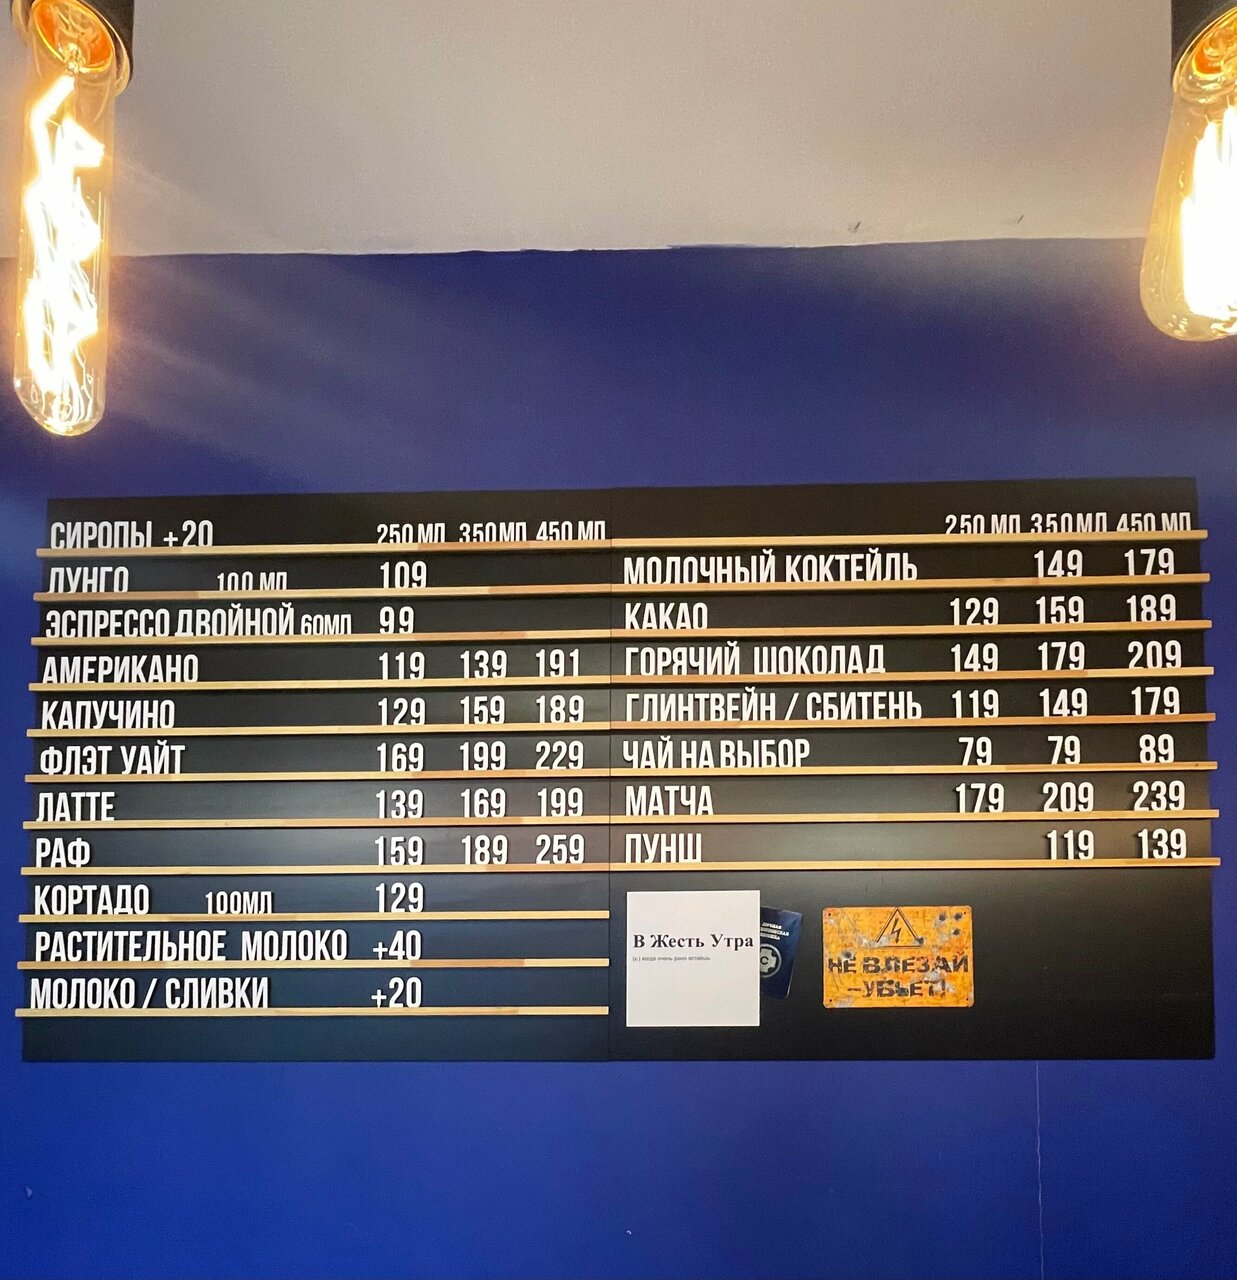 СИРОПЫ +20 250 МЛ 350 МЛ 450 МЛ
ЛУНГО 100 МЛ 109
ЭСПРЕССО ДВОЙНОЙ 60МЛ 99
АМЕРИКАНО 119 139 191
КАПУЧИНО 129 159 189
ФЛЭТ УАЙТ 169 199 229
ЛАТТЕ 139 169 199
РАФ 159 189 259
КОРТАДО 100МЛ 129
РАСТИТЕЛЬНОЕ МОЛОКО +40
МОЛОКО / СЛИВКИ +20
250 МЛ 350 МЛ 450 МЛ
МОЛОЧНЫЙ КОКТЕЙЛЬ 149 179
КАКАО 129 159 189
ГОРЯЧИЙ ШОКОЛАД 149 179 209
ГЛИНТВЕЙН / СБИТЕНЬ 119 149 179
ЧАЙ НА ВЫБОР 79 79 89
МАТЧА 179 209 239
ПУНШ 119 139
В Жесть Утра
(с.) когда очень рано встаёшь
НЕ ВЛЕЗАЙ
-УБЬЕТ!